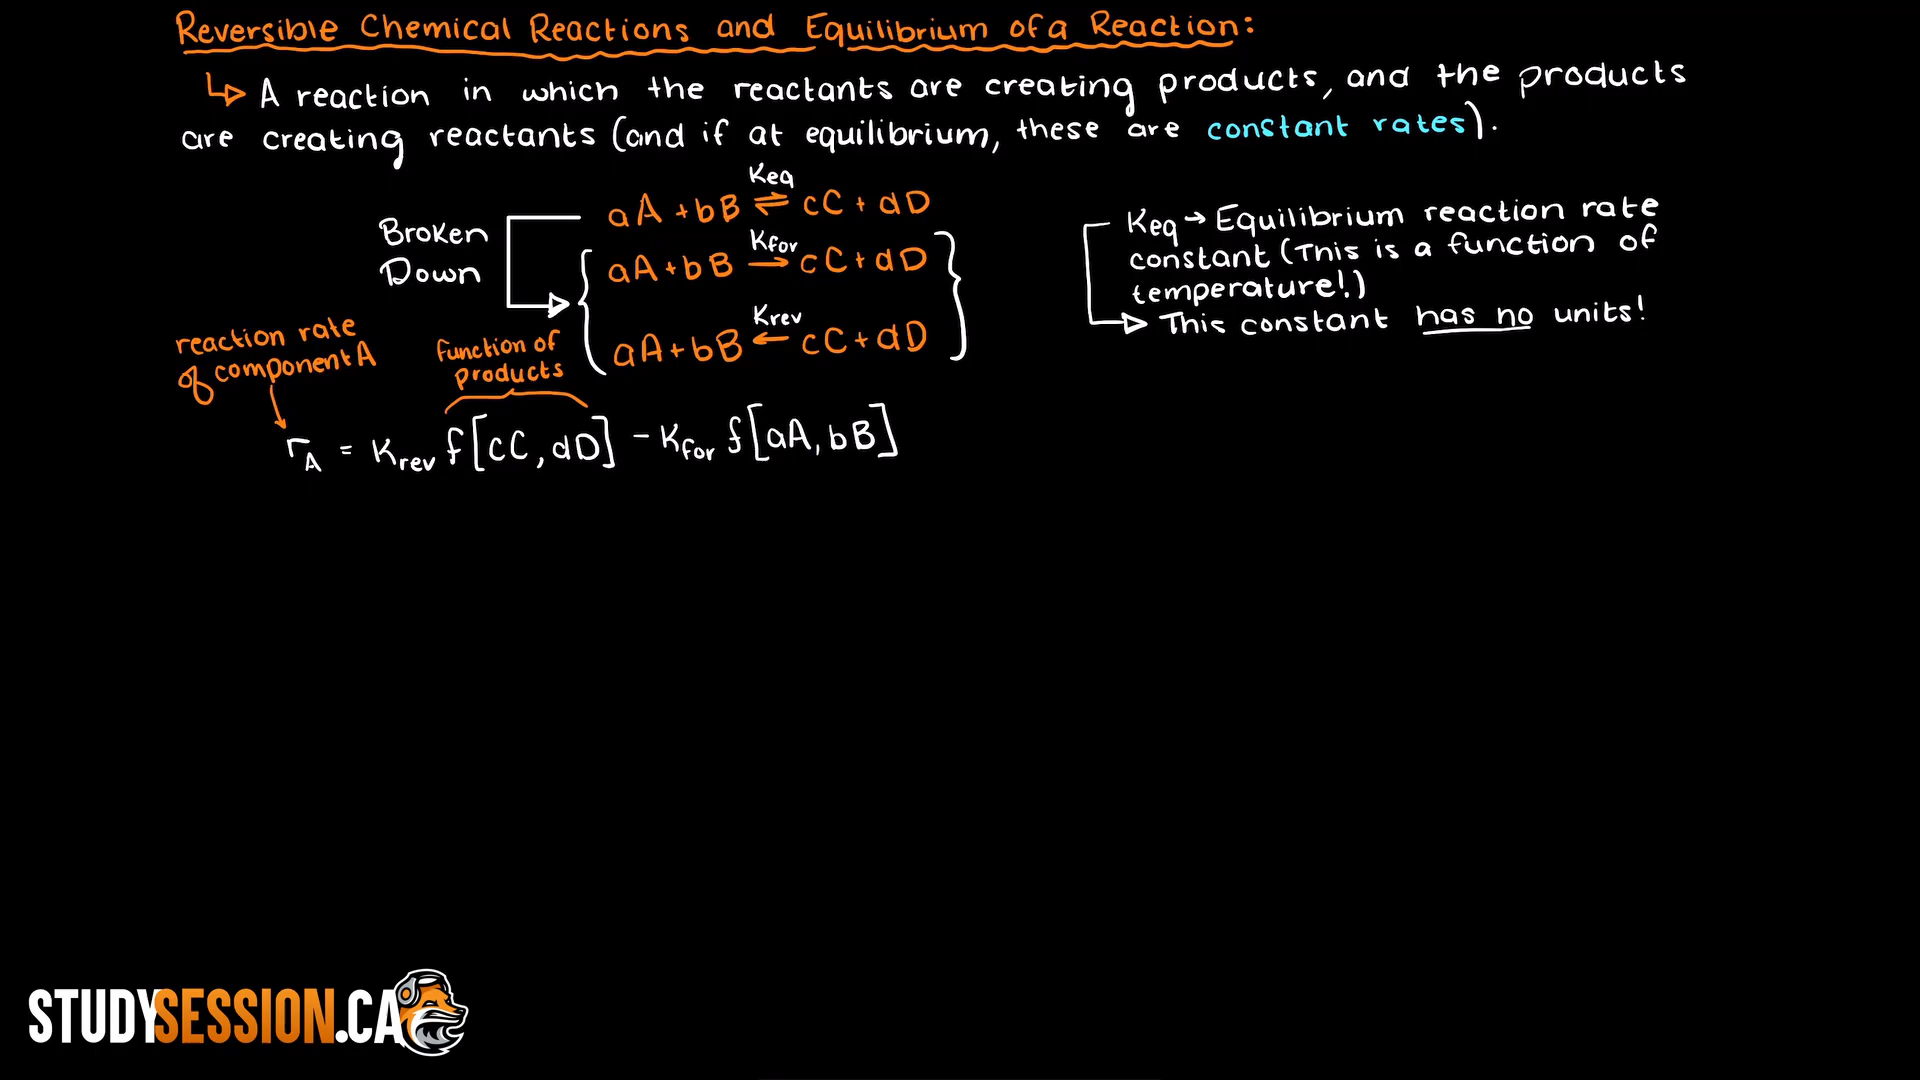 Reversible Chemical Reactions and Equilibrium of a Reaction:
A reaction in which the reactants are creating products, and the products
are creating reactants (and if at equilibrium, these are constant rates).
Keq
aA + bB ⇌ cC + dD
Broken
Down
Kfor
aA + bB → cC + dD
Krev
aA + bB ← cC + dD
Keq → Equilibrium reaction rate
constant (This is a function of
temperature!)
This constant has no units!
reaction rate
of component A
function of
products
r_A = K_rev f[cC, dD] - K_for f[aA, bB]
STUDYSESSION.CA